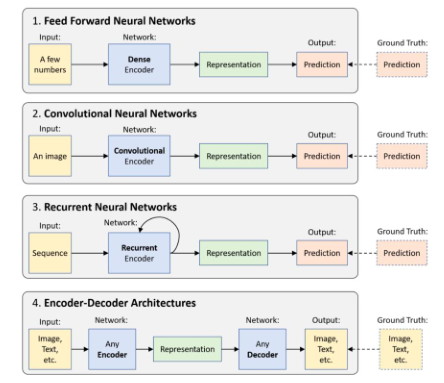 1. Feed Forward Neural Networks
Input:
Network:
Output:
Ground Truth:
A few
numbers
Dense
Encoder
Representation
Prediction
Prediction
2. Convolutional Neural Networks
Input:
Network:
Output:
Ground Truth:
An image
Convolutional
Encoder
Representation
Prediction
Prediction
3. Recurrent Neural Networks
Input:
Network:
Output:
Ground Truth:
Sequence
Recurrent
Encoder
Representation
Prediction
Prediction
4. Encoder-Decoder Architectures
Input:
Network:
Network:
Output:
Ground Truth:
Image,
Text,
etc.
Any
Encoder
Representation
Any
Decoder
Image,
Text,
etc.
Image,
Text,
etc.